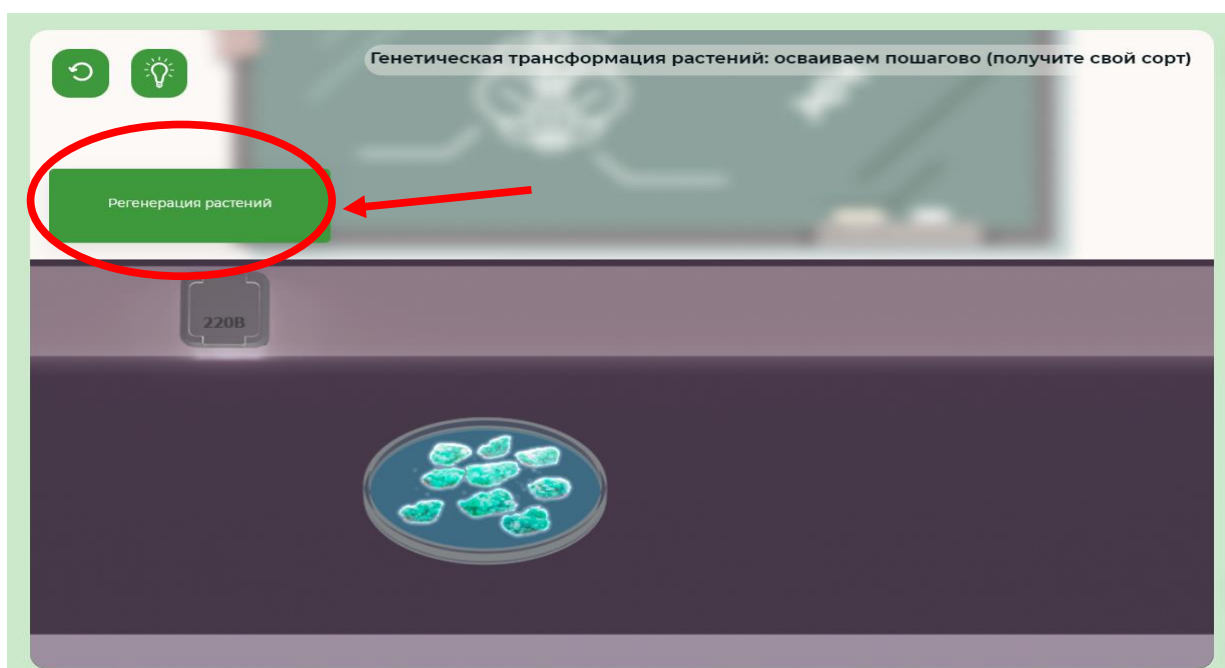 Генетическая трансформация растений: осваиваем пошагово (получите свой сорт)
Регенерация растений
220В